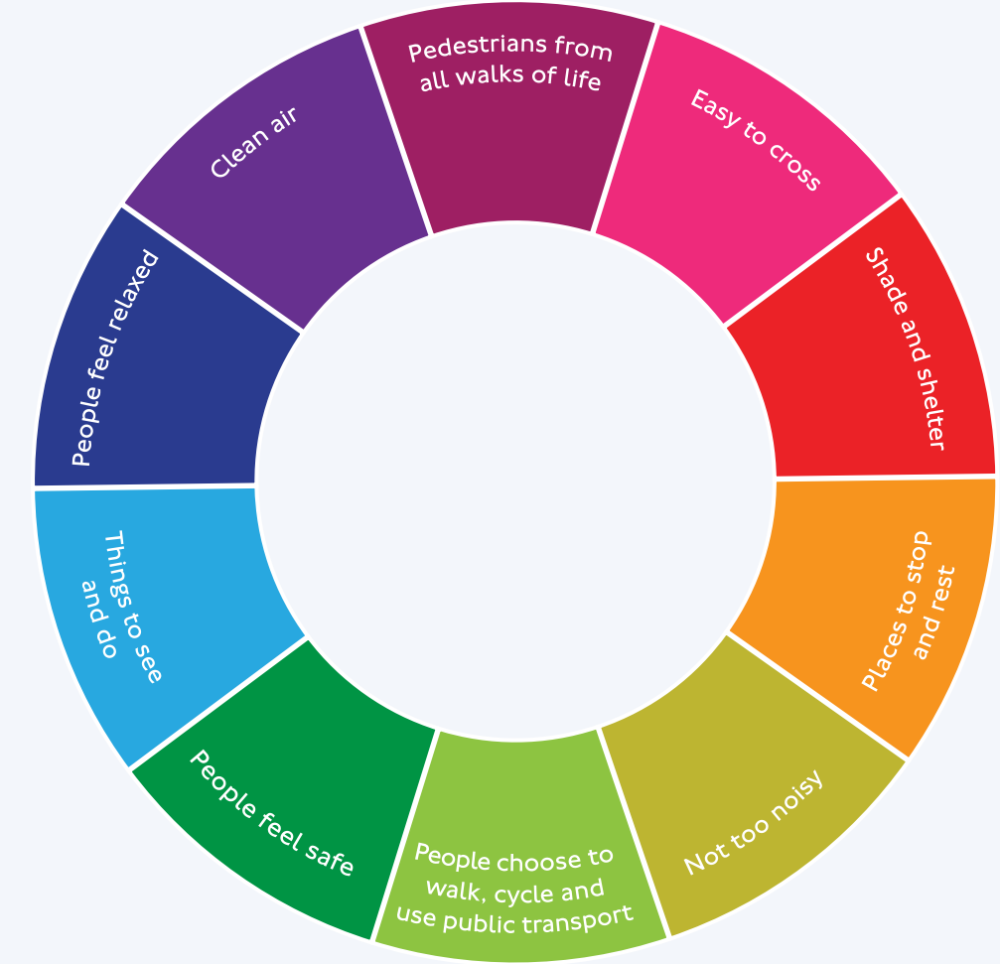 Pedestrians from
all walks of life
Easy to cross
Shade and shelter
Places to stop
and rest
Not too noisy
People choose to
walk, cycle and
use public transport
People feel safe
Things to see
and do
People feel relaxed
Clean air